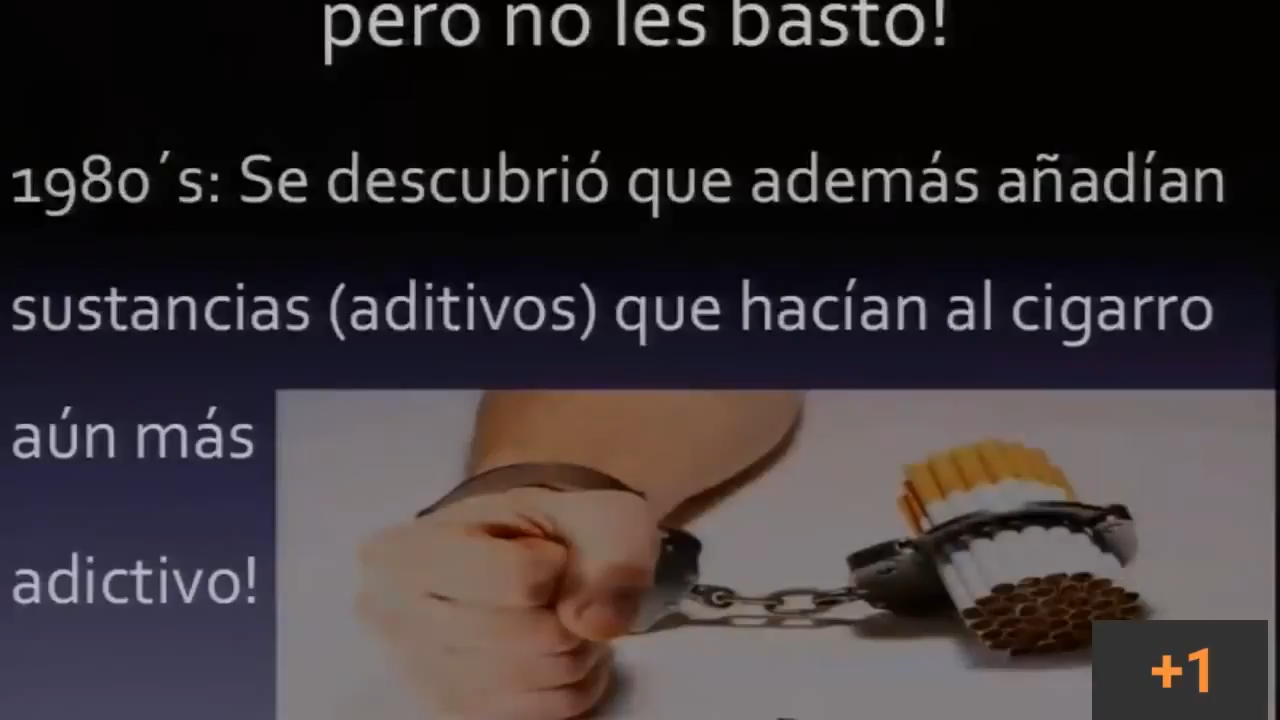 pero no les basto!
1980´s: Se descubrió que además añadían
sustancias (aditivos) que hacían al cigarro
aún más
adictivo!
+1